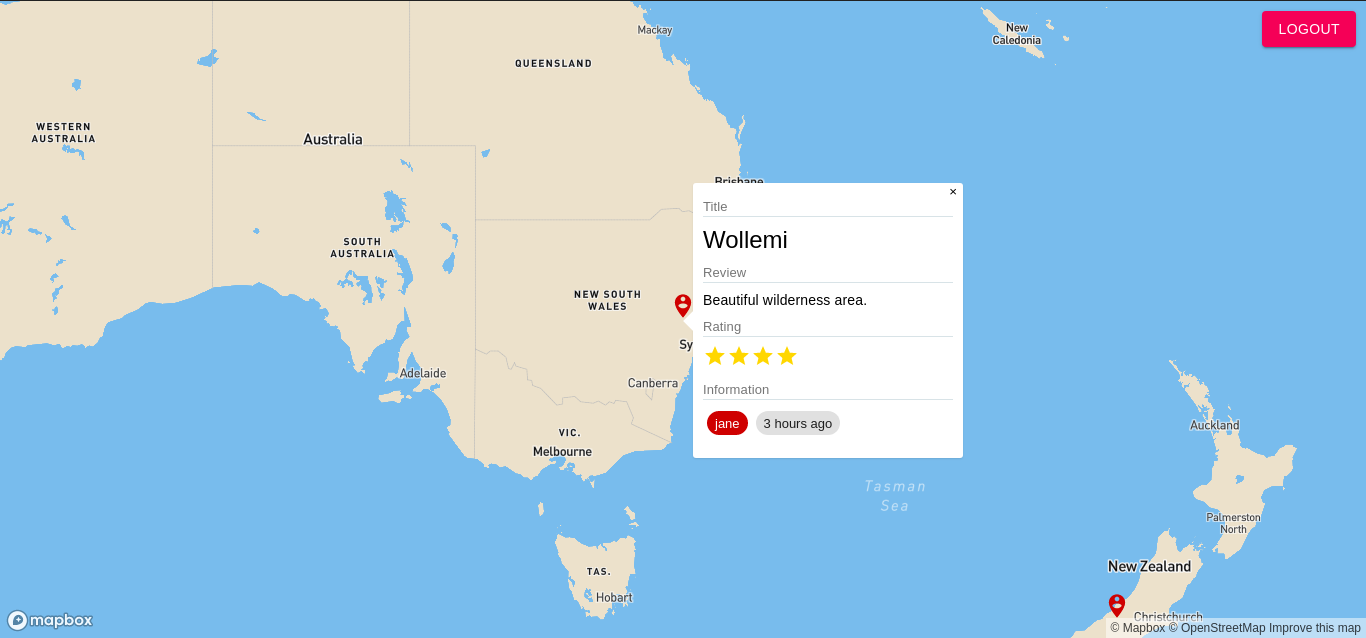 Mackay
New
Caledonia
LOGOUT
QUEENSLAND
WESTERN
AUSTRALIA
Australia
Brisbane
×
Title
Wollemi
SOUTH
AUSTRALIA
Review
NEW SOUTH
WALES
Beautiful wilderness area.
Rating
Sy
Adelaide
Canberra
Information
jane
3 hours ago
VIC.
Melbourne
Auckland
Tasman
Sea
Palmerston
North
New Zealand
TAS.
Hobart
Christchurch
mapbox
© Mapbox © OpenStreetMap Improve this map